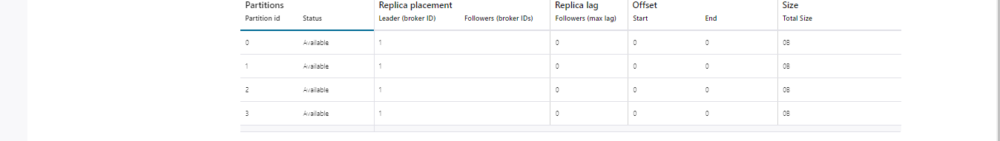 Partitions Replica placement Replica lag Offset Size
Partition id Status Leader (broker ID) Followers (broker IDs) Followers (max lag) Start End Total Size
0 Available 1 0 0 0 0B
1 Available 1 0 0 0 0B
2 Available 1 0 0 0 0B
3 Available 1 0 0 0 0B